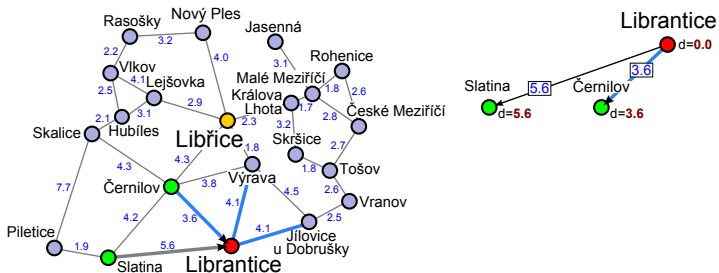 Nový Ples
Rasošky
3.2
Jasenná
2.2
4.0
3.1
Rohenice
Vlkov
4.1
Lejšovka
Malé Meziříčí
1.8
2.5
Králova
Lhota
1.7
2.6
2.9
2.8
České Meziříčí
2.1
3.1
Hubíles
2.3
3.2
Skalice
Libřice
Skršice
2.7
4.3
4.3
1.8
1.8
Tošov
Černilov
3.8
Výrava
7.7
4.5
2.6
4.1
Vranov
4.2
3.6
2.5
Piletice
4.1
Jílovice
u Dobrušky
1.9
5.6
Slatina
Librantice
Librantice
d=0.0
Slatina
Černilov
3.6
5.6
d=5.6
d=3.6